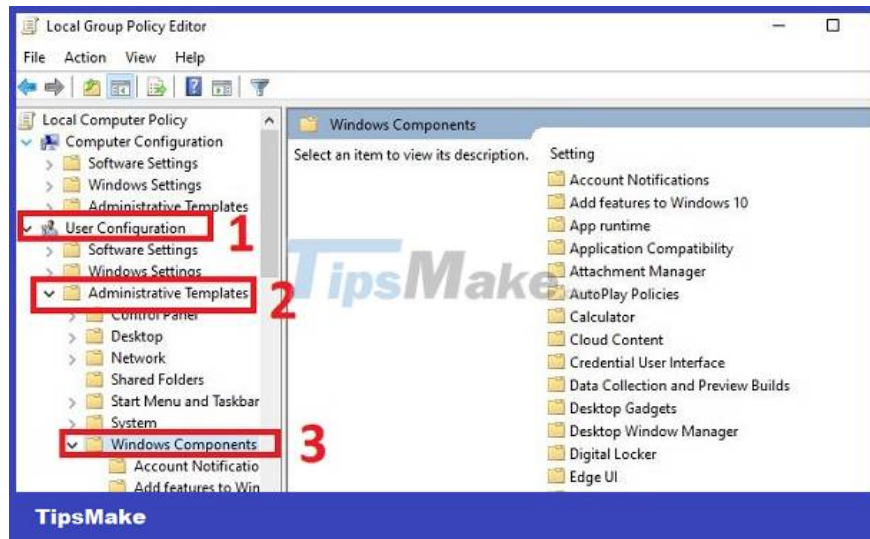 Local Group Policy Editor
File Action View Help
Local Computer Policy
Computer Configuration
Software Settings
Windows Settings
Administrative Templates
User Configuration
1
Software Settings
Windows Settings
Administrative Templates
2
Control Panel
Desktop
Network
Shared Folders
Start Menu and Taskbar
System
Windows Components
3
Account Notificatio
Add features to Win
Windows Components
Select an item to view its description.
Setting
Account Notifications
Add features to Windows 10
App runtime
Application Compatibility
Attachment Manager
AutoPlay Policies
Calculator
Cloud Content
Credential User Interface
Data Collection and Preview Builds
Desktop Gadgets
Desktop Window Manager
Digital Locker
Edge UI
TipsMake
TipsMake